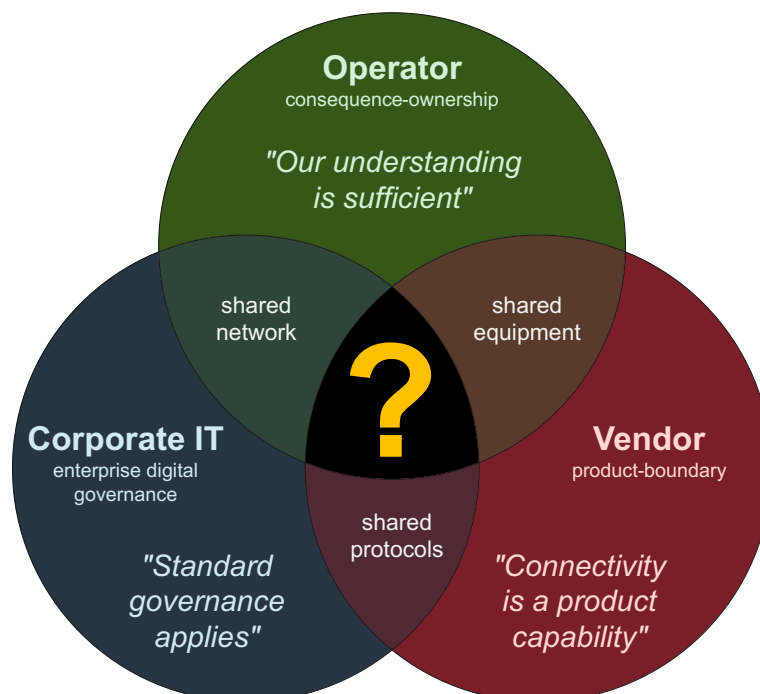 Operator
consequence-ownership
"Our understanding
is sufficient"
shared
network
shared
equipment
?
Corporate IT
enterprise digital
governance
Vendor
product-boundary
shared
protocols
"Standard
governance
applies"
"Connectivity
is a product
capability"